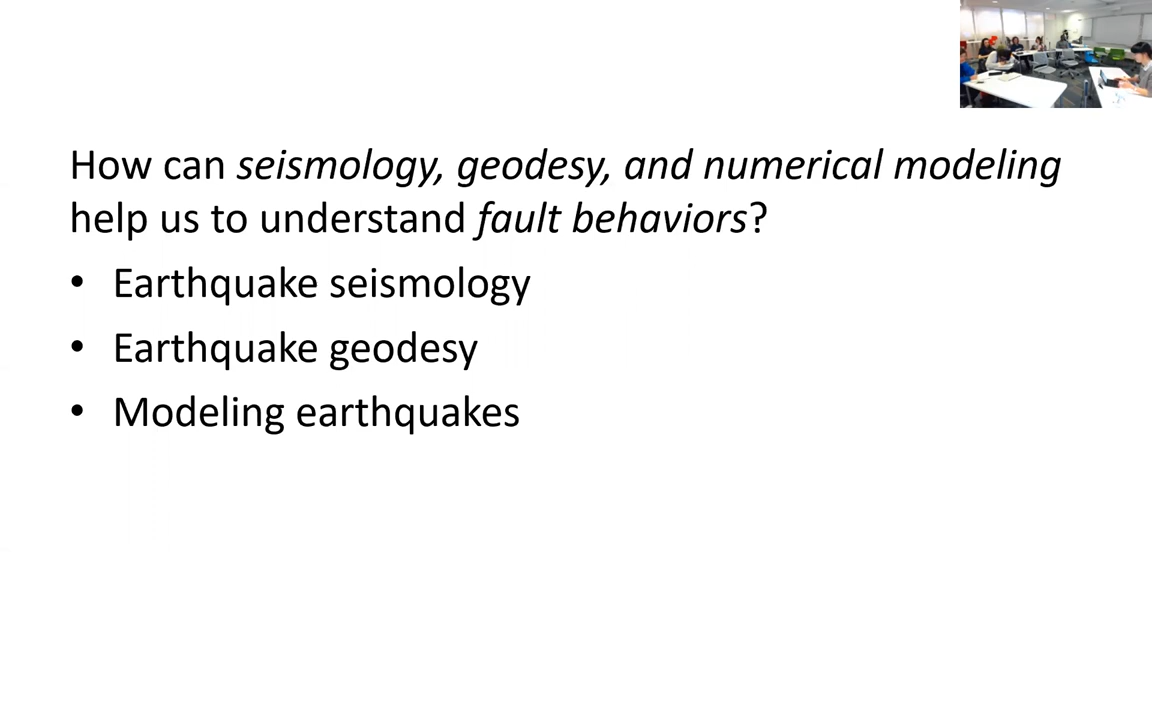 How can seismology, geodesy, and numerical modeling
help us to understand fault behaviors?
• Earthquake seismology
• Earthquake geodesy
• Modeling earthquakes